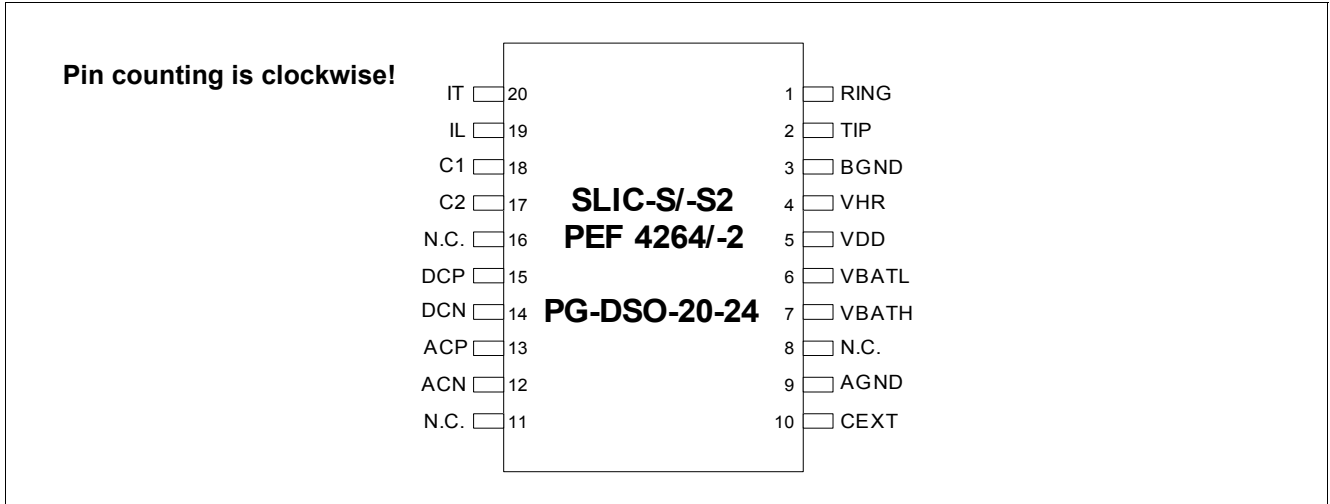 Pin counting is clockwise!
IT 20 1 RING
IL 19 2 TIP
C1 18 3 BGND
C2 17 SLIC-S/-S2 4 VHR
N.C. 16 PEF 4264/-2 5 VDD
DCP 15 6 VBATL
DCN 14 PG-DSO-20-24 7 VBATH
ACP 13 8 N.C.
ACN 12 9 AGND
N.C. 11 10 CEXT